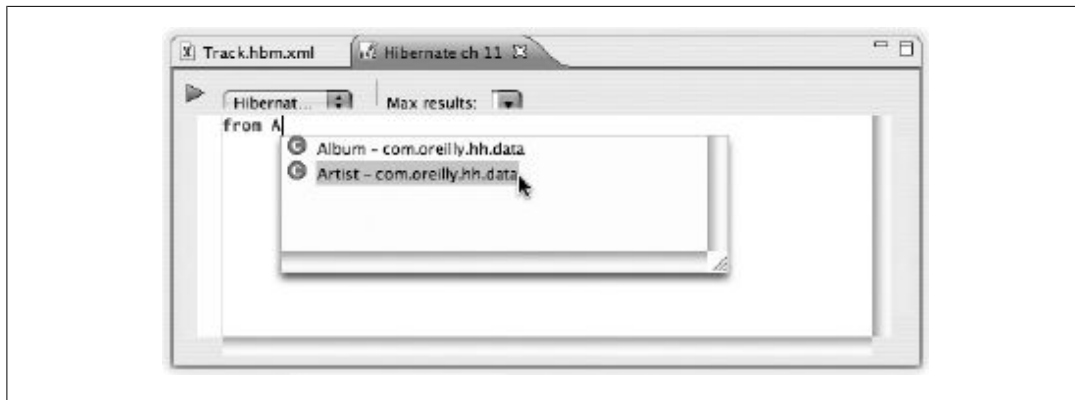 Track.hbm.xml Hibernate ch 11
Hibernat... Max results:
from A
Album - com.oreilly.hh.data
Artist - com.oreilly.hh.data